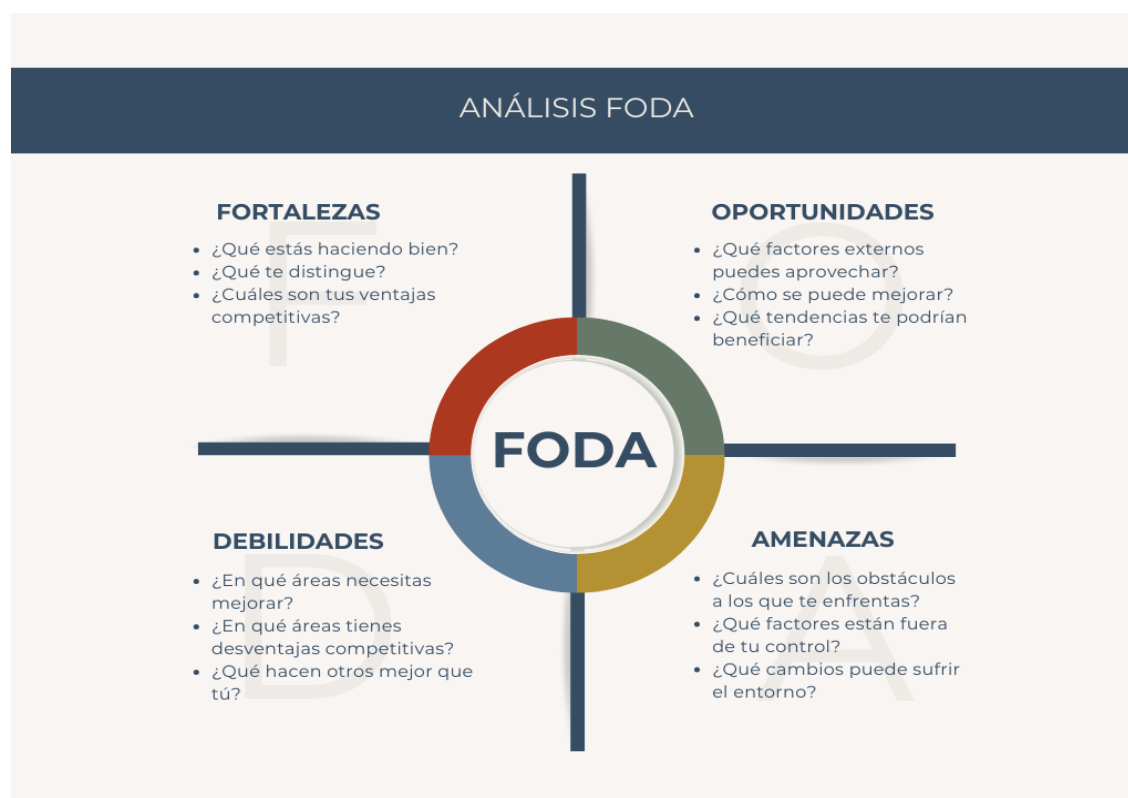 ANÁLISIS FODA
FORTALEZAS
• ¿Qué estás haciendo bien?
• ¿Qué te distingue?
• ¿Cuáles son tus ventajas
competitivas?
F
OPORTUNIDADES
• ¿Qué factores externos
puedes aprovechar?
• ¿Cómo se puede mejorar?
• ¿Qué tendencias te podrían
beneficiar?
O
FODA
DEBILIDADES
• ¿En qué áreas necesitas
mejorar?
• ¿En qué áreas tienes
desventajas competitivas?
• ¿Qué hacen otros mejor que
tú?
D
AMENAZAS
• ¿Cuáles son los obstáculos
a los que te enfrentas?
• ¿Qué factores están fuera
de tu control?
• ¿Qué cambios puede sufrir
el entorno?
A